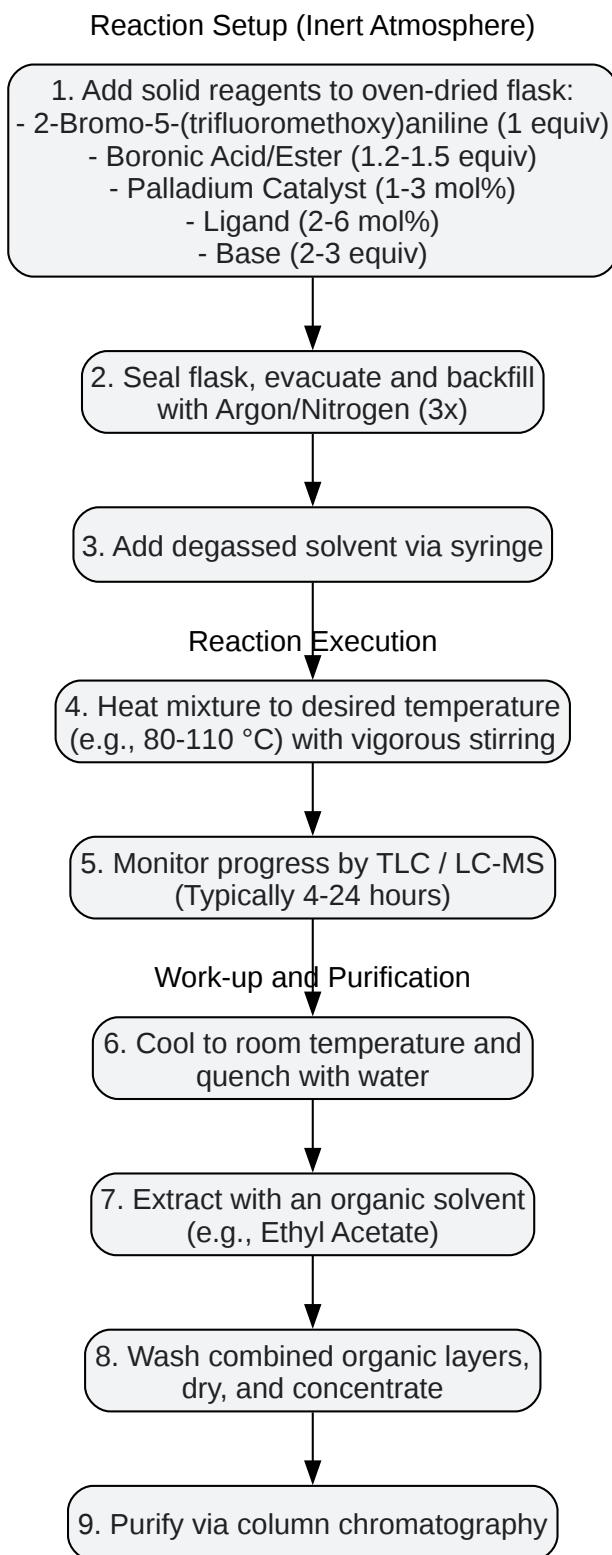 Reaction Setup (Inert Atmosphere)
1. Add solid reagents to oven-dried flask:
- 2-Bromo-5-(trifluoromethoxy)aniline (1 equiv)
- Boronic Acid/Ester (1.2-1.5 equiv)
- Palladium Catalyst (1-3 mol%)
- Ligand (2-6 mol%)
- Base (2-3 equiv)
2. Seal flask, evacuate and backfill
with Argon/Nitrogen (3x)
3. Add degassed solvent via syringe
Reaction Execution
4. Heat mixture to desired temperature
(e.g., 80-110 °C) with vigorous stirring
5. Monitor progress by TLC / LC-MS
(Typically 4-24 hours)
Work-up and Purification
6. Cool to room temperature and
quench with water
7. Extract with an organic solvent
(e.g., Ethyl Acetate)
8. Wash combined organic layers,
dry, and concentrate
9. Purify via column chromatography